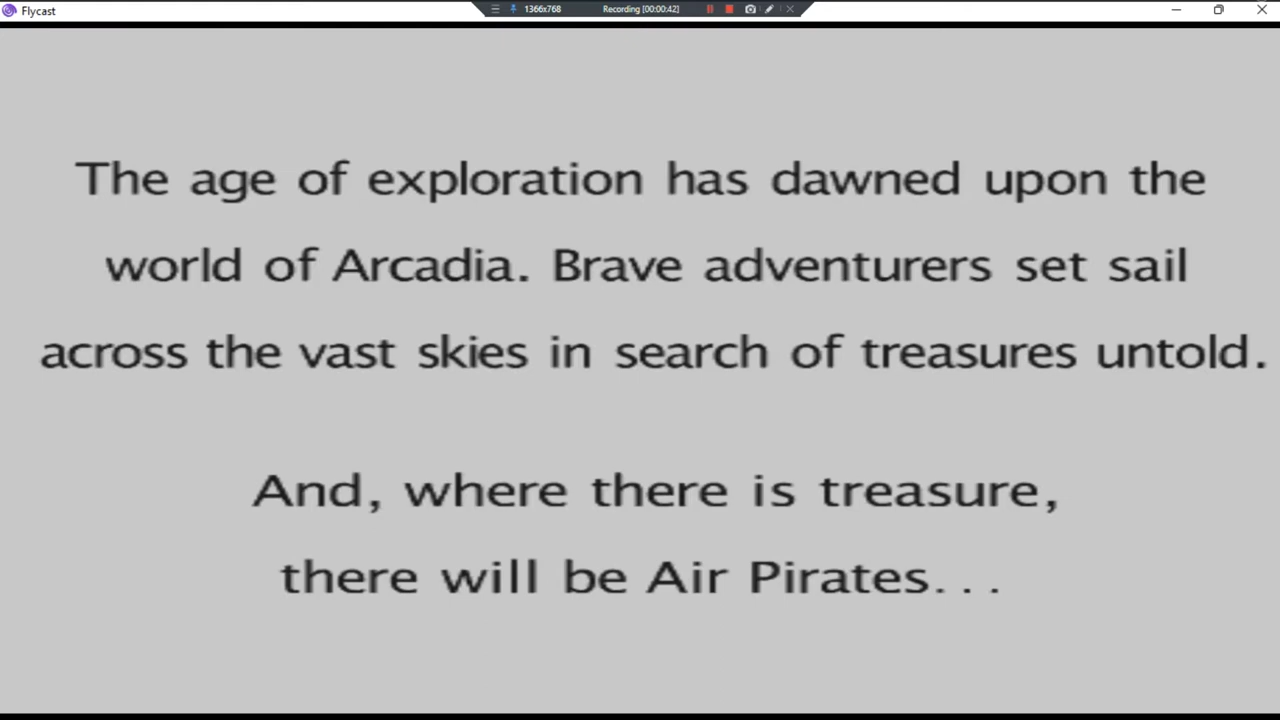 Flycast
1366x768
Recording [00:00:42]
The age of exploration has dawned upon the
world of Arcadia. Brave adventurers set sail
across the vast skies in search of treasures untold.
And, where there is treasure,
there will be Air Pirates...